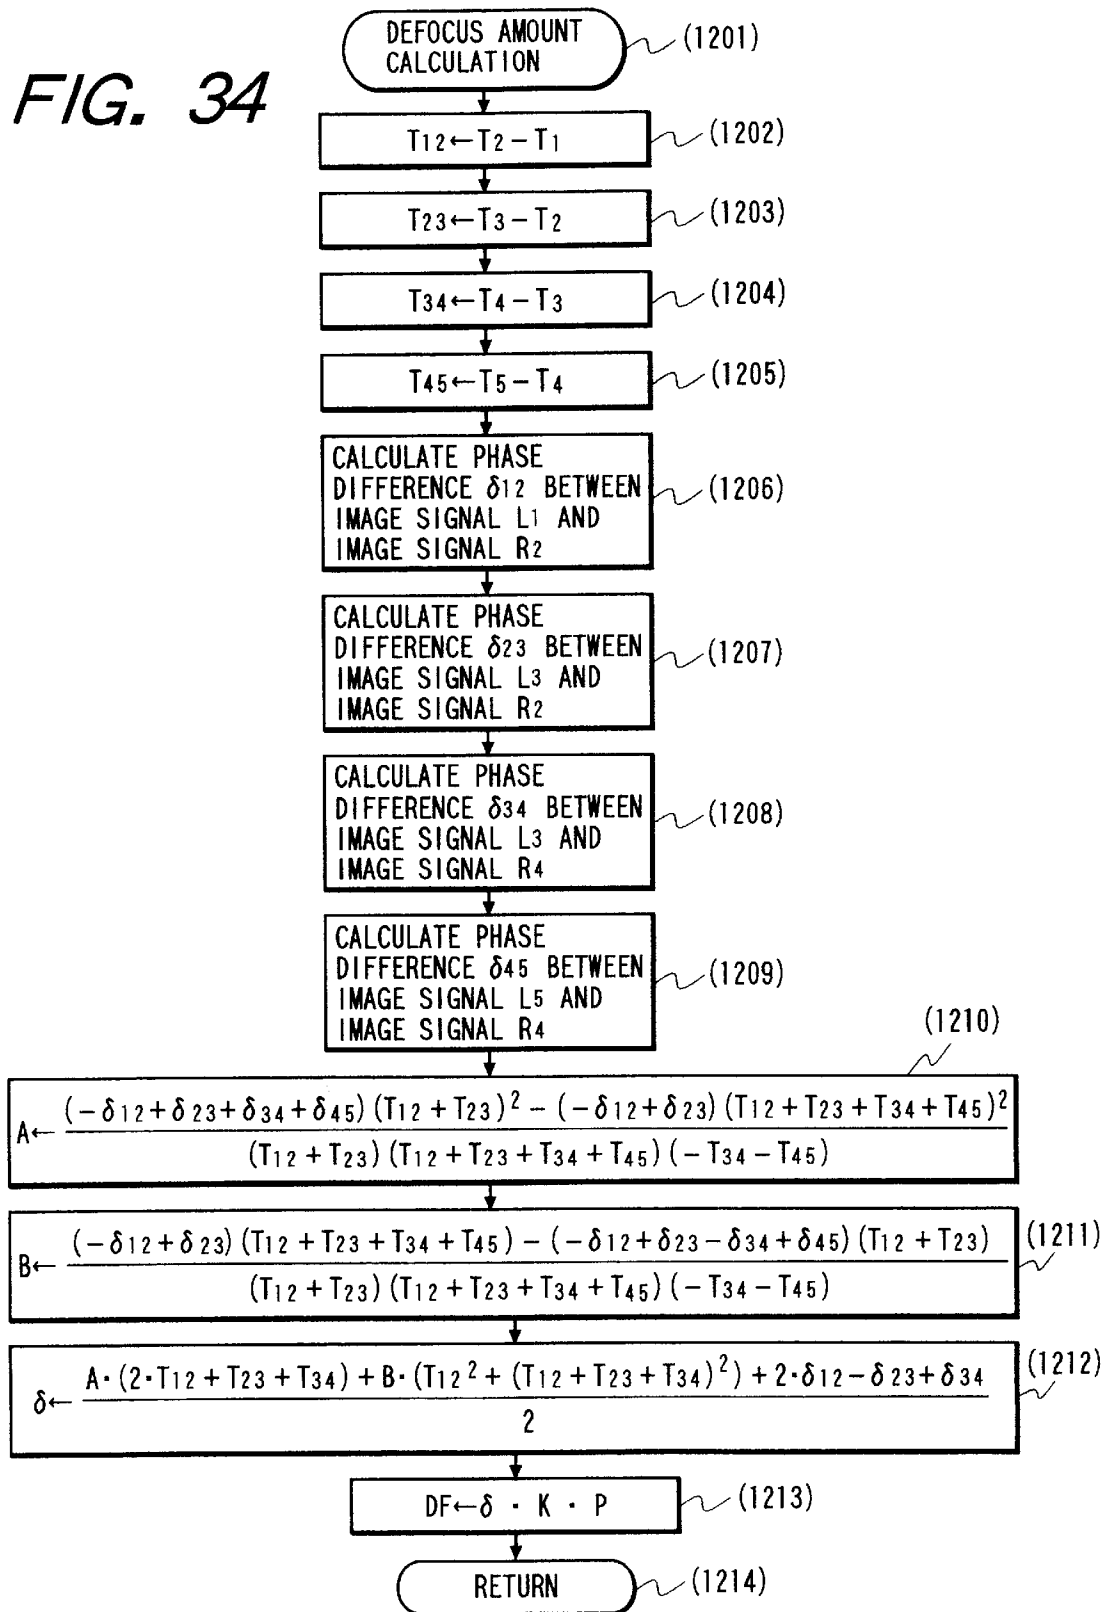 FIG. 34
DEFOCUS AMOUNT
CALCULATION
(1201)
T12←T2−T1
(1202)
T23←T3−T2
(1203)
T34←T4−T3
(1204)
T45←T5−T4
(1205)
CALCULATE PHASE
DIFFERENCE δ12 BETWEEN
IMAGE SIGNAL L1 AND
IMAGE SIGNAL R2
(1206)
CALCULATE PHASE
DIFFERENCE δ23 BETWEEN
IMAGE SIGNAL L3 AND
IMAGE SIGNAL R2
(1207)
CALCULATE PHASE
DIFFERENCE δ34 BETWEEN
IMAGE SIGNAL L3 AND
IMAGE SIGNAL R4
(1208)
CALCULATE PHASE
DIFFERENCE δ45 BETWEEN
IMAGE SIGNAL L5 AND
IMAGE SIGNAL R4
(1209)
(1210)
(−δ12+δ23+δ34+δ45)(T12+T23)²−(−δ12+δ23)(T12+T23+T34+T45)²
A←
(T12+T23)(T12+T23+T34+T45)(−T34−T45)
(−δ12+δ23)(T12+T23+T34+T45)−(−δ12+δ23−δ34+δ45)(T12+T23)
B←
(T12+T23)(T12+T23+T34+T45)(−T34−T45)
(1211)
A·(2·T12+T23+T34)+B·(T12²+(T12+T23+T34)²)+2·δ12−δ23+δ34
δ←
2
(1212)
DF←δ · K · P
(1213)
RETURN
(1214)